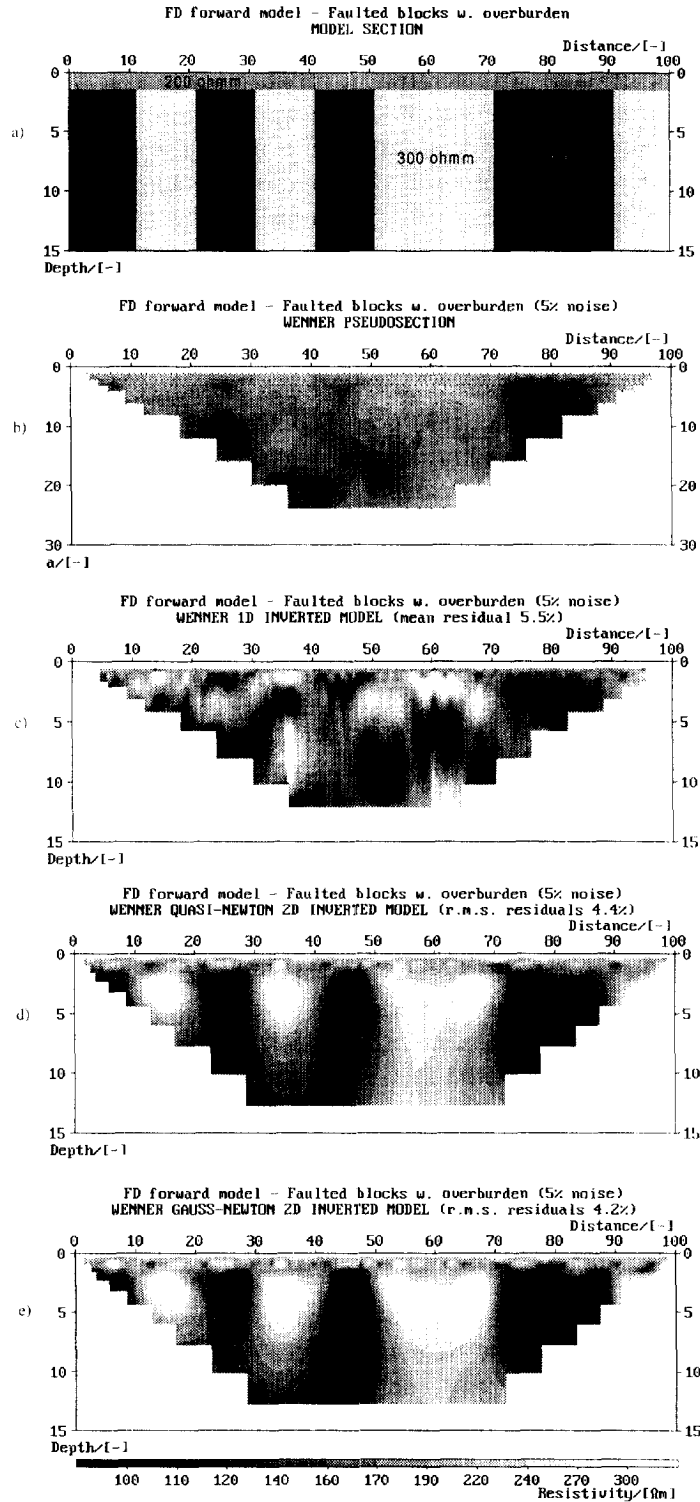 FD forward model - Faulted blocks w. overburden
MODEL SECTION
Distance/[-]
0 10 20 30 40 50 60 70 80 90 100
200 ohmm
a)
300 ohmm
0 0
5 5
10 10
15 15
Depth/[-]
FD forward model - Faulted blocks w. overburden (5% noise)
WENNER PSEUDOSECTION
Distance/[-]
0 10 20 30 40 50 60 70 80 90 100
b)
0 0
10 10
20 20
30 30
a/[-]
FD forward model - Faulted blocks w. overburden (5% noise)
WENNER 1D INVERTED MODEL (mean residual 5.5%)
Distance/[-]
0 10 20 30 40 50 60 70 80 90 100
c)
0 0
5 5
10 10
15 15
Depth/[-]
FD forward model - Faulted blocks w. overburden (5% noise)
WENNER QUASI-NEWTON 2D INVERTED MODEL (r.m.s. residuals 4.4%)
Distance/[-]
0 10 20 30 40 50 60 70 80 90 100
d)
0 0
5 5
10 10
15 15
Depth/[-]
FD forward model - Faulted blocks w. overburden (5% noise)
WENNER GAUSS-NEWTON 2D INVERTED MODEL (r.m.s. residuals 4.2%)
Distance/[-]
0 10 20 30 40 50 60 70 80 90 100
e)
0 0
5 5
10 10
15 15
Depth/[-]
100 110 120 140 160 170 190 220 240 270 300
Resistivity/[Ωm]